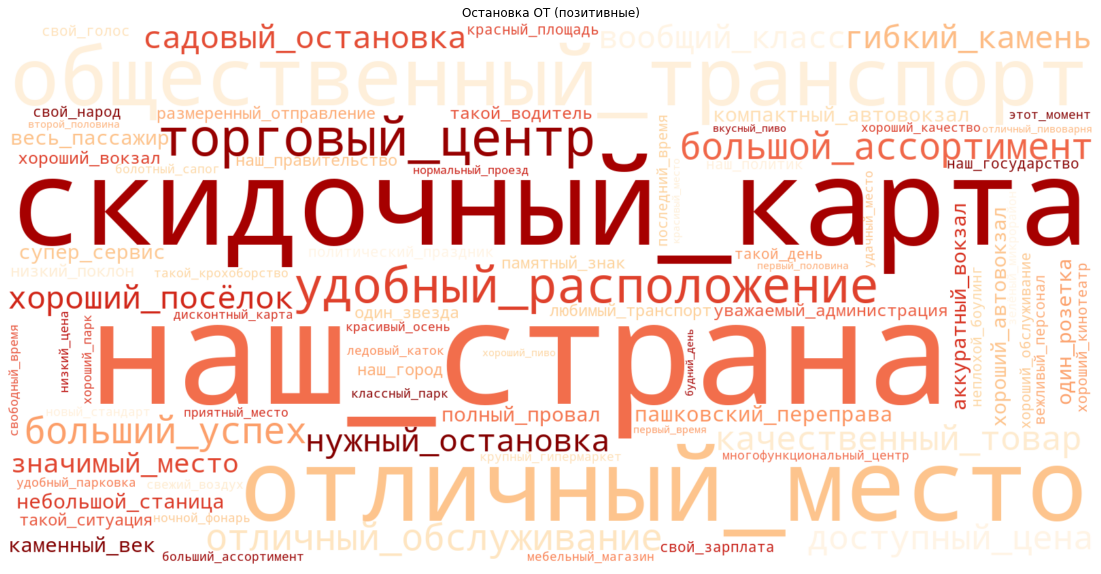 Остановка ОТ (позитивные)
свой_голос
садовый_остановка
красный_площадь
вообщий_класс
гибкий_камень
общественный_транспорт
свой_народ
размеренный_отправление
такой_водитель
компактный_автовокзал
этот_момент
второй_половина
весь_пассажир
торговый_центр
вкусный_пиво
хороший_качество
отличный_пивоварня
большой_ассортимент
хороший_вокзал
наш_правительство
последний_время
наш_государство
болотный_сапог
нормальный_проезд
скидочный_карта
удачный_место
супер_сервис
политический_праздник
такой_день
низкий_поклон
такой_крохоборство
памятный_знак
первый_половина
хороший_посёлок
удобный_расположение
аккуратный_вокзал
неплохой_боулинг
хороший_автовокзал
хороший_обслуживание
вежливый_персонал
один_розетка
хороший_кинотеатр
дисконтный_карта
один_звезда
любимый_транспорт
уважаемый_администрация
свободный_время
низкий_цена
хороший_парк
красивый_осень
наш_страна
ледовый_каток
хороший_пиво
будний_день
наш_город
классный_парк
новый_стандарт
приятный_место
полный_провал
пашковский_переправа
больший_успех
нужный_остановка
первый_время
качественный_товар
значимый_место
крупный_гипермаркет
многофункциональный_центр
отличный_место
удобный_парковка
свежий_воздух
небольшой_станица
такой_ситуация
ночной_фонарь
отличный_обслуживание
доступный_цена
каменный_век
больший_ассортимент
мебельный_магазин
свой_зарплата